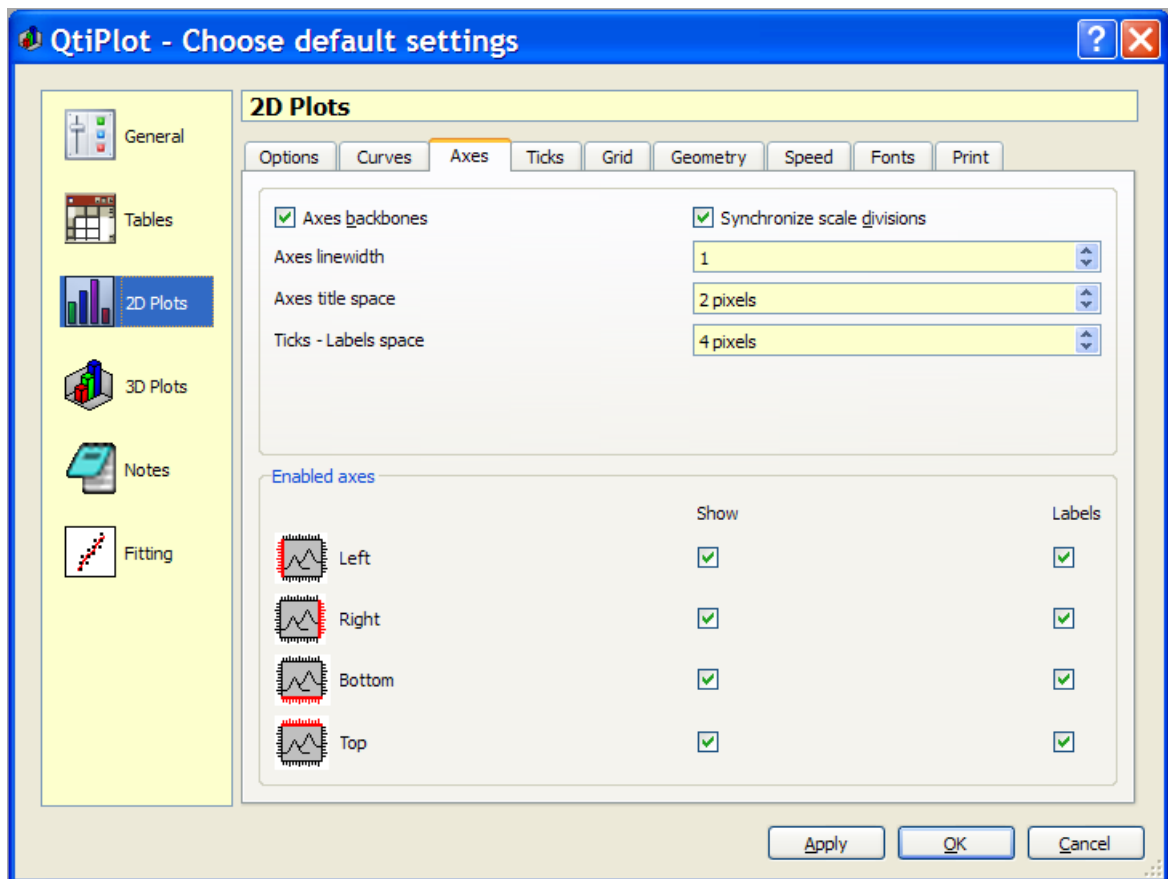 QtiPlot - Choose default settings
General
Tables
2D Plots
3D Plots
Notes
Fitting
2D Plots
Options Curves Axes Ticks Grid Geometry Speed Fonts Print
Axes backbones Synchronize scale divisions
Axes linewidth 1
Axes title space 2 pixels
Ticks - Labels space 4 pixels
Enabled axes
Show Labels
Left
Right
Bottom
Top
Apply OK Cancel